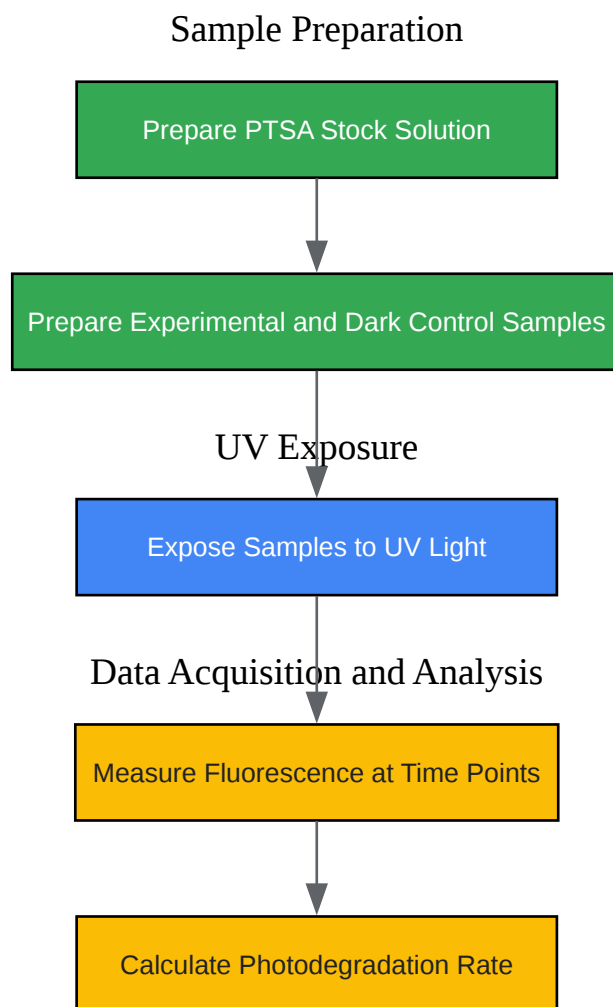 Sample Preparation
Prepare PTSA Stock Solution
Prepare Experimental and Dark Control Samples
UV Exposure
Expose Samples to UV Light
Data Acquisition and Analysis
Measure Fluorescence at Time Points
Calculate Photodegradation Rate